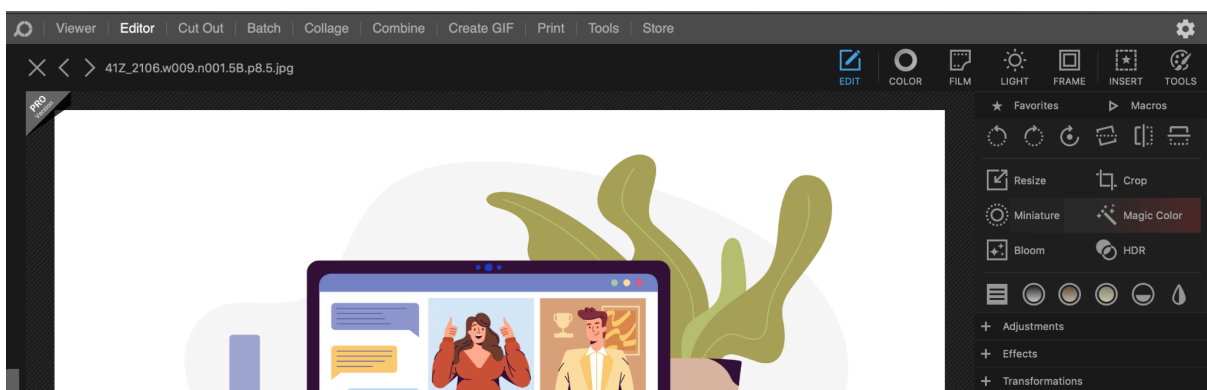 Viewer Editor Cut Out Batch Collage Combine Create GIF Print Tools Store
41Z_2106.w009.n001.5B.p8.5.jpg
EDIT COLOR FILM LIGHT FRAME INSERT TOOLS
PRO
Version
Favorites Macros
Resize Crop
Miniature Magic Color
Bloom HDR
Adjustments
Effects
Transformations